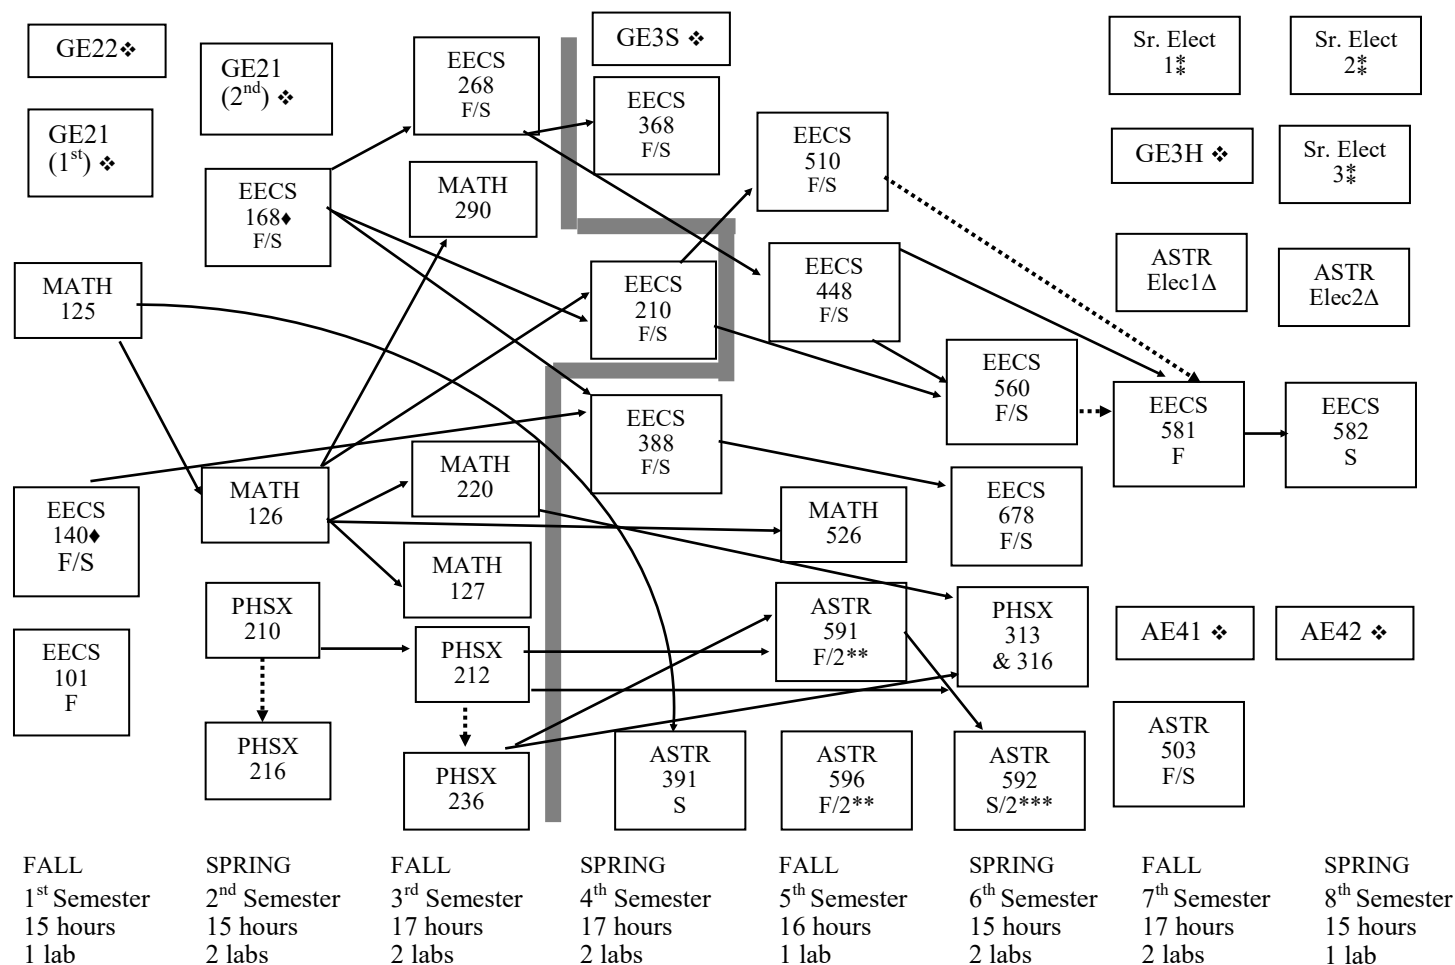 GE22❖
GE21
(1st) ❖
MATH
125
EECS
140♦
F/S
EECS
101
F
GE21
(2nd) ❖
EECS
168♦
F/S
MATH
126
PHSX
210
PHSX
216
EECS
268
F/S
MATH
290
MATH
220
MATH
127
PHSX
212
PHSX
236
GE3S ❖
EECS
368
F/S
EECS
210
F/S
EECS
388
F/S
ASTR
391
S
EECS
510
F/S
EECS
448
F/S
MATH
526
ASTR
591
F/2**
ASTR
596
F/2**
EECS
560
F/S
EECS
678
F/S
PHSX
313
& 316
ASTR
592
S/2***
Sr. Elect
1⁑
GE3H ❖
ASTR
Elec1Δ
EECS
581
F
AE41 ❖
ASTR
503
F/S
Sr. Elect
2⁑
Sr. Elect
3⁑
ASTR
Elec2Δ
EECS
582
S
AE42 ❖
FALL
1st Semester
15 hours
1 lab
SPRING
2nd Semester
15 hours
2 labs
FALL
3rd Semester
17 hours
2 labs
SPRING
4th Semester
17 hours
2 labs
FALL
5th Semester
16 hours
1 lab
SPRING
6th Semester
15 hours
2 labs
FALL
7th Semester
17 hours
2 labs
SPRING
8th Semester
15 hours
1 lab